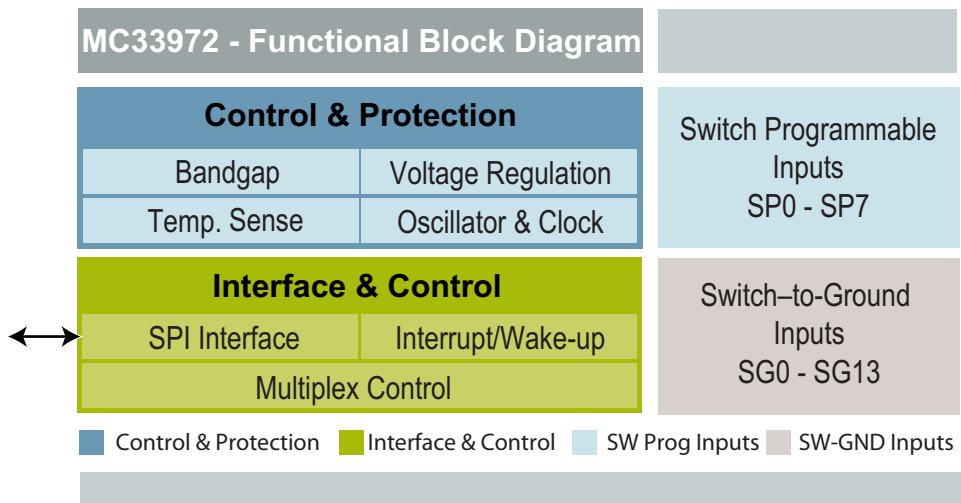 MC33972 - Functional Block Diagram
Control & Protection
Bandgap
Voltage Regulation
Temp. Sense
Oscillator & Clock
Switch Programmable
Inputs
SP0 - SP7
Interface & Control
SPI Interface
Interrupt/Wake-up
Multiplex Control
Switch–to-Ground
Inputs
SG0 - SG13
Control & Protection
Interface & Control
SW Prog Inputs
SW-GND Inputs